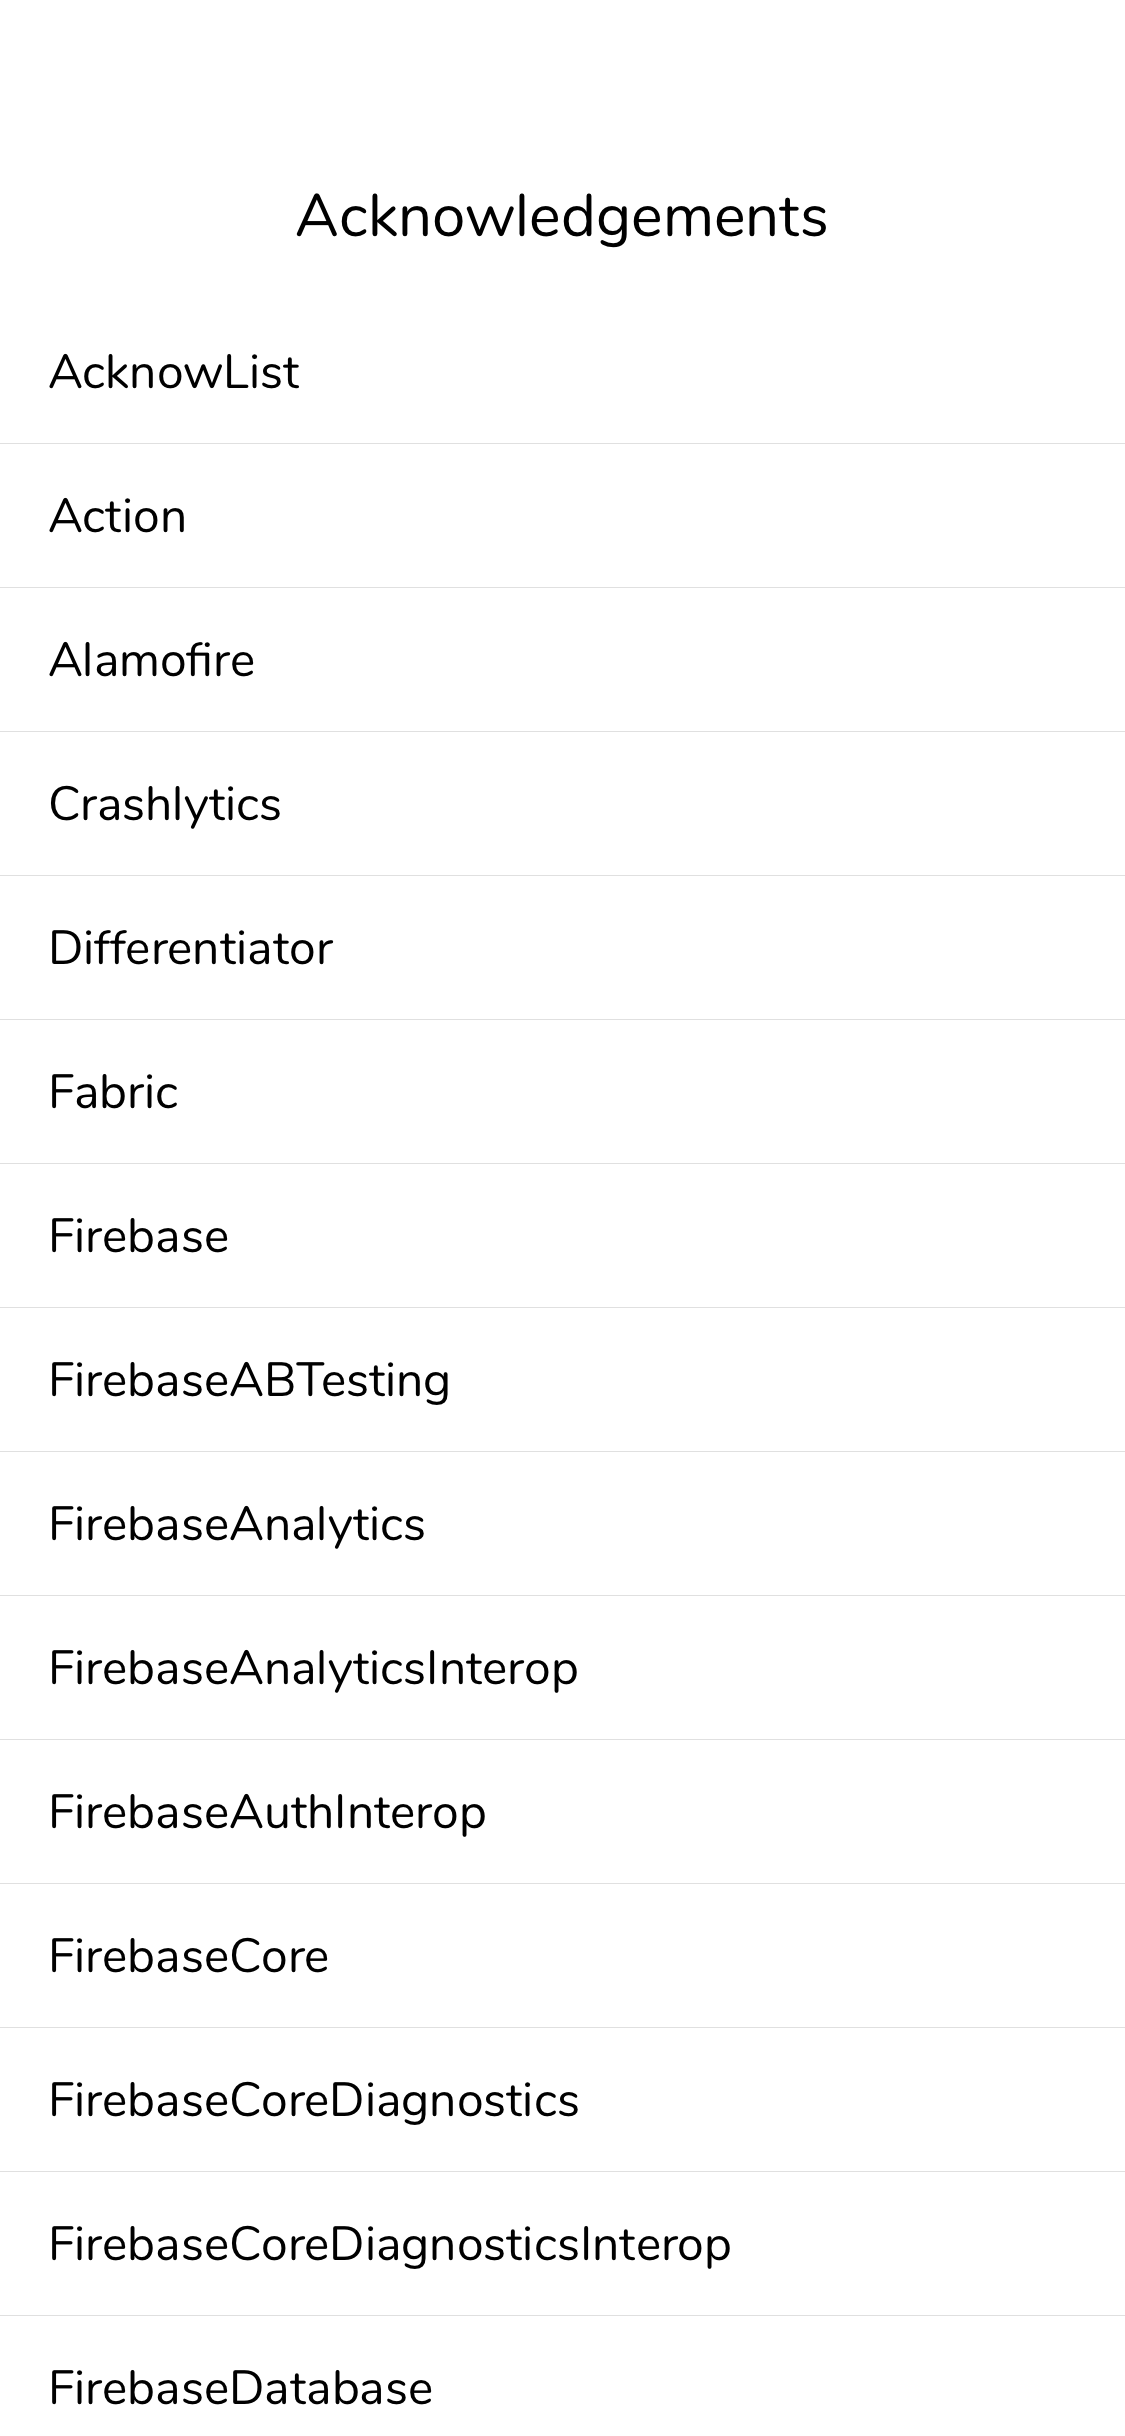 Acknowledgements
AcknowList
Action
Alamofire
Crashlytics
Differentiator
Fabric
Firebase
FirebaseABTesting
FirebaseAnalytics
FirebaseAnalyticsInterop
FirebaseAuthInterop
FirebaseCore
FirebaseCoreDiagnostics
FirebaseCoreDiagnosticsInterop
FirebaseDatabase